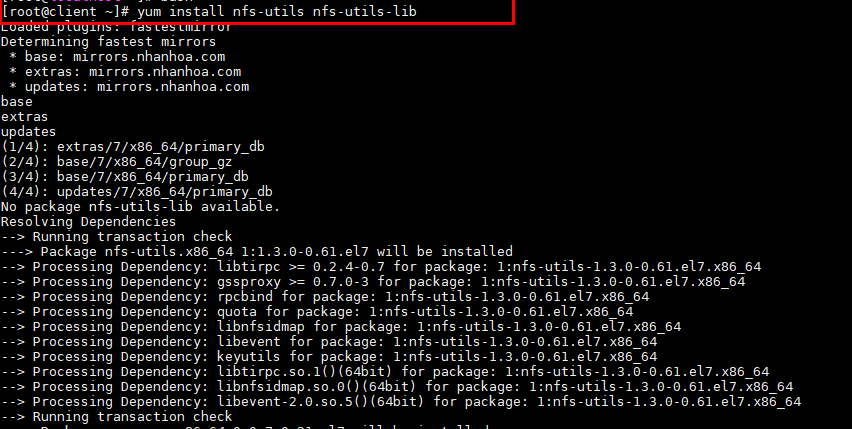 [root@client ~]# yum install nfs-utils nfs-utils-lib
Loaded plugins: fastestmirror
Determining fastest mirrors
 * base: mirrors.nhanhoa.com
 * extras: mirrors.nhanhoa.com
 * updates: mirrors.nhanhoa.com
base
extras
updates
(1/4): extras/7/x86_64/primary_db
(2/4): base/7/x86_64/group_gz
(3/4): base/7/x86_64/primary_db
(4/4): updates/7/x86_64/primary_db
No package nfs-utils-lib available.
Resolving Dependencies
--> Running transaction check
---> Package nfs-utils.x86_64 1:1.3.0-0.61.el7 will be installed
--> Processing Dependency: libtirpc >= 0.2.4-0.7 for package: 1:nfs-utils-1.3.0-0.61.el7.x86_64
--> Processing Dependency: gssproxy >= 0.7.0-3 for package: 1:nfs-utils-1.3.0-0.61.el7.x86_64
--> Processing Dependency: rpcbind for package: 1:nfs-utils-1.3.0-0.61.el7.x86_64
--> Processing Dependency: quota for package: 1:nfs-utils-1.3.0-0.61.el7.x86_64
--> Processing Dependency: libnfsidmap for package: 1:nfs-utils-1.3.0-0.61.el7.x86_64
--> Processing Dependency: libevent for package: 1:nfs-utils-1.3.0-0.61.el7.x86_64
--> Processing Dependency: keyutils for package: 1:nfs-utils-1.3.0-0.61.el7.x86_64
--> Processing Dependency: libtirpc.so.1()(64bit) for package: 1:nfs-utils-1.3.0-0.61.el7.x86_64
--> Processing Dependency: libnfsidmap.so.0()(64bit) for package: 1:nfs-utils-1.3.0-0.61.el7.x86_64
--> Processing Dependency: libevent-2.0.so.5()(64bit) for package: 1:nfs-utils-1.3.0-0.61.el7.x86_64
--> Running transaction check